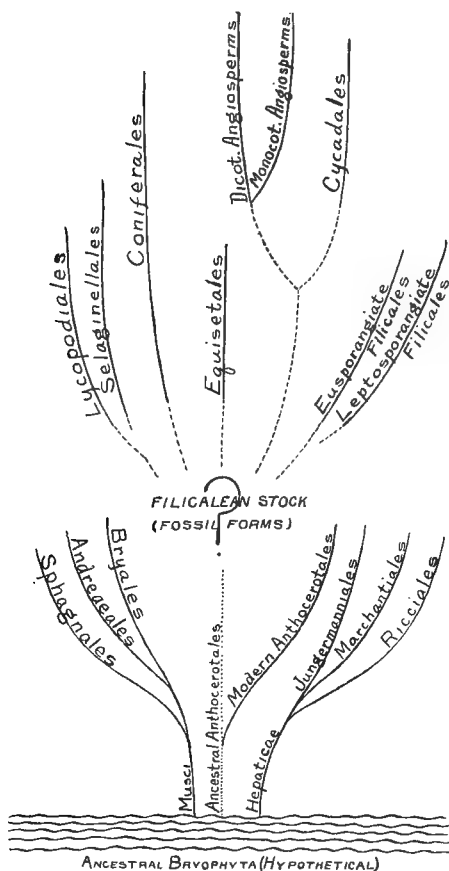 Lycopodiales
Selaginellales
Coniferales
Equisetales
Dicot. Angiosperms
Monocot. Angiosperms
Cycadales
Eusporangiate
Filicales
Leptosporangiate
Filicales
?
FILICALEAN STOCK
(FOSSIL FORMS)
Sphagnales
Andreaeales
Bryales
Modern Anthocerotales
Jungermanniales
Marchantiales
Ricciales
Musci
Ancestral Anthocerotales
Hepaticae
ANCESTRAL BRYOPHYTA (HYPOTHETICAL)